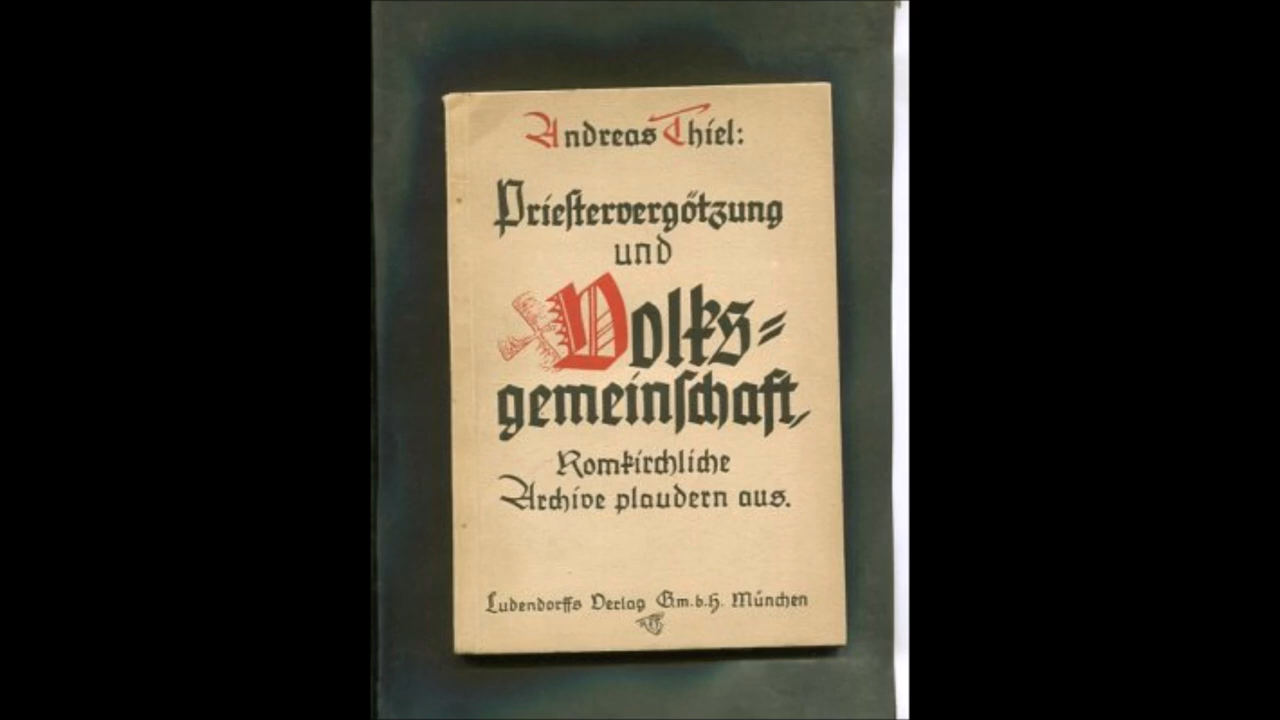 Andreas Thiel:
Priestervergötzung
und
Volks=
gemeinschaft,
Romkirchliche
Archive plaudern aus.
Ludendorffs Verlag G.m.b.H. München